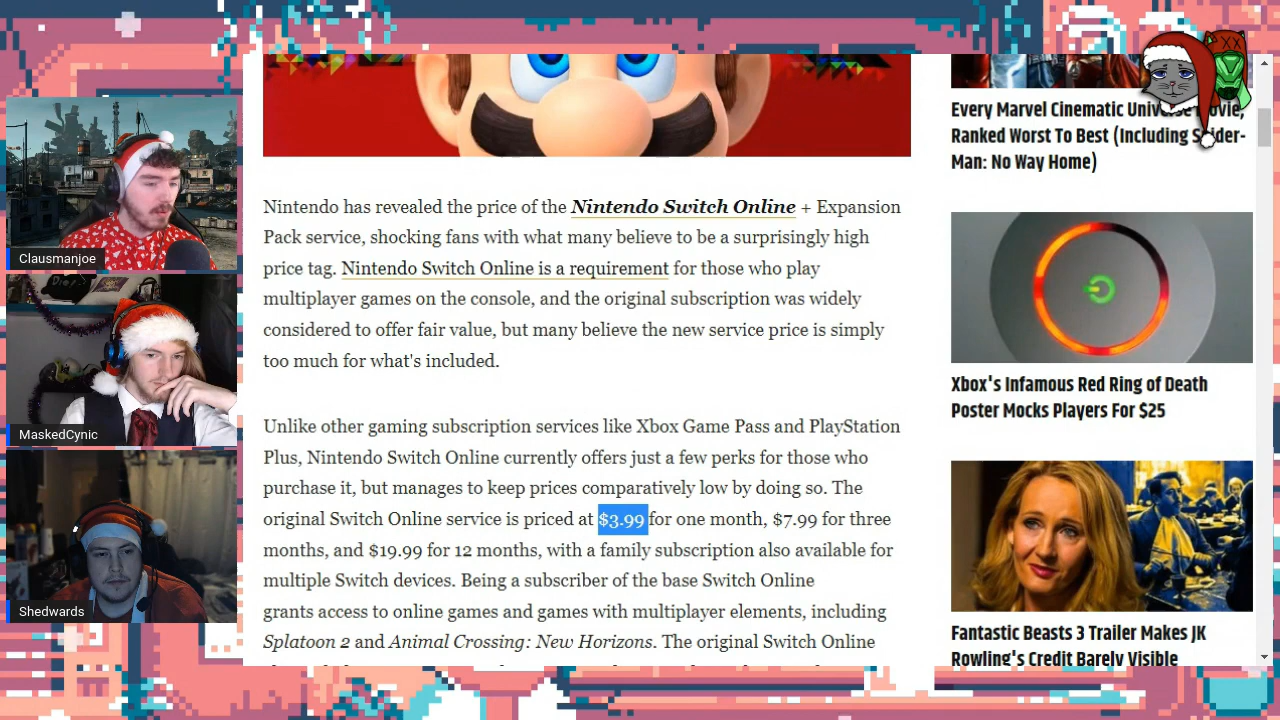 Clausmanjoe
MaskedCynic
Shedwards
Nintendo has revealed the price of the Nintendo Switch Online + Expansion
Pack service, shocking fans with what many believe to be a surprisingly high
price tag. Nintendo Switch Online is a requirement for those who play
multiplayer games on the console, and the original subscription was widely
considered to offer fair value, but many believe the new service price is simply
too much for what's included.
Unlike other gaming subscription services like Xbox Game Pass and PlayStation
Plus, Nintendo Switch Online currently offers just a few perks for those who
purchase it, but manages to keep prices comparatively low by doing so. The
original Switch Online service is priced at $3.99 for one month, $7.99 for three
months, and $19.99 for 12 months, with a family subscription also available for
multiple Switch devices. Being a subscriber of the base Switch Online
grants access to online games and games with multiplayer elements, including
Splatoon 2 and Animal Crossing: New Horizons. The original Switch Online
Every Marvel Cinematic Universe Movie,
Ranked Worst To Best (Including Spider-
Man: No Way Home)
Xbox's Infamous Red Ring of Death
Poster Mocks Players For $25
Fantastic Beasts 3 Trailer Makes JK
Rowling's Credit Barely Visible